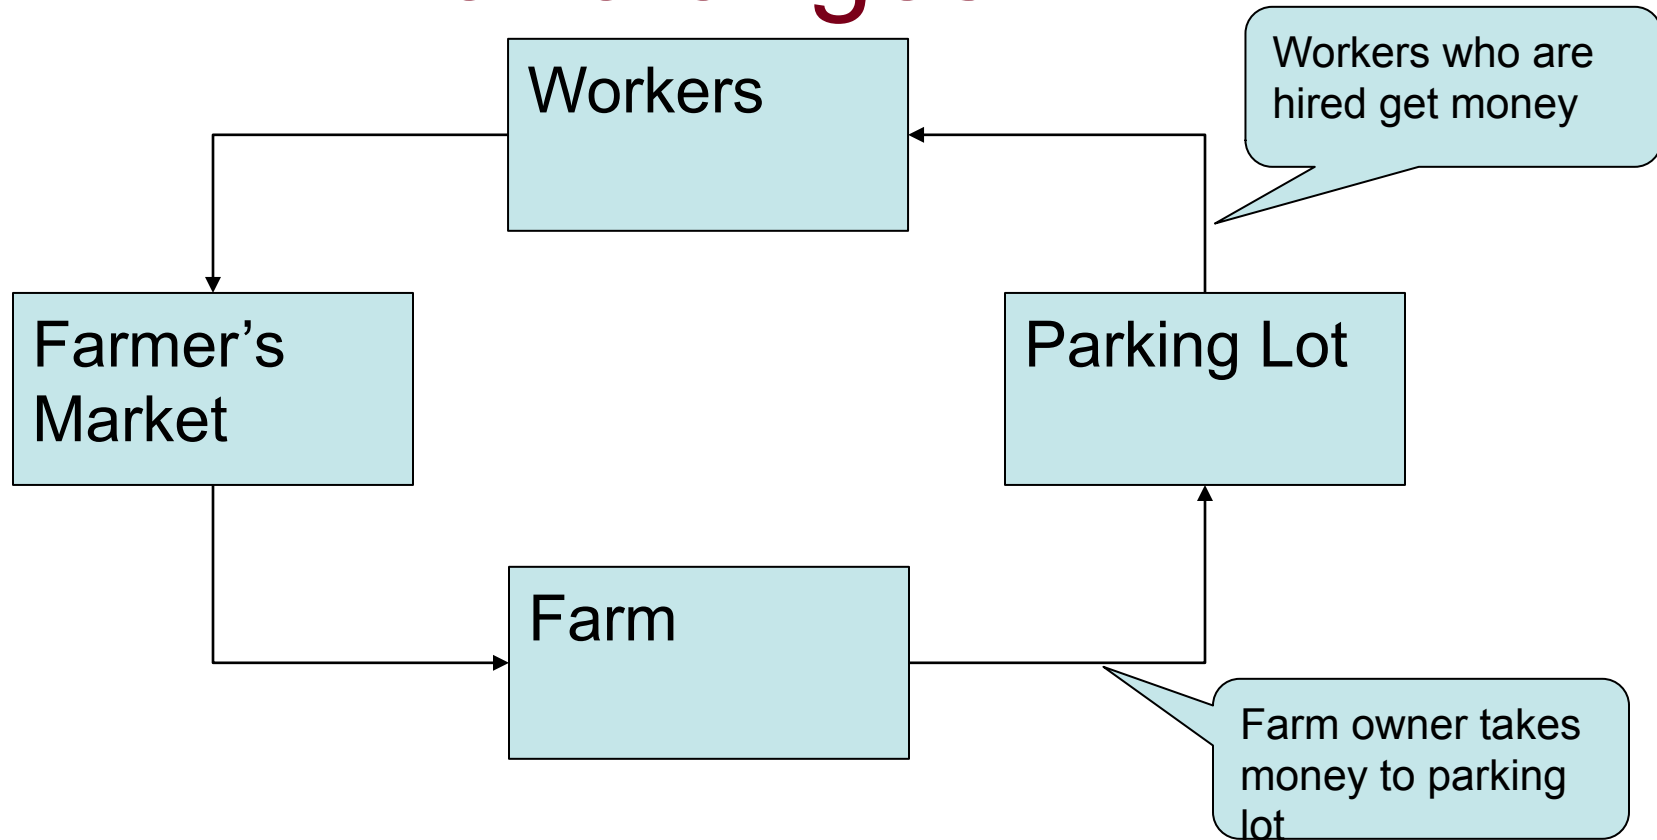 Workers who are
hired get money
Workers
Farmer’s
Market
Parking Lot
Farm
Farm owner takes
money to parking
lot